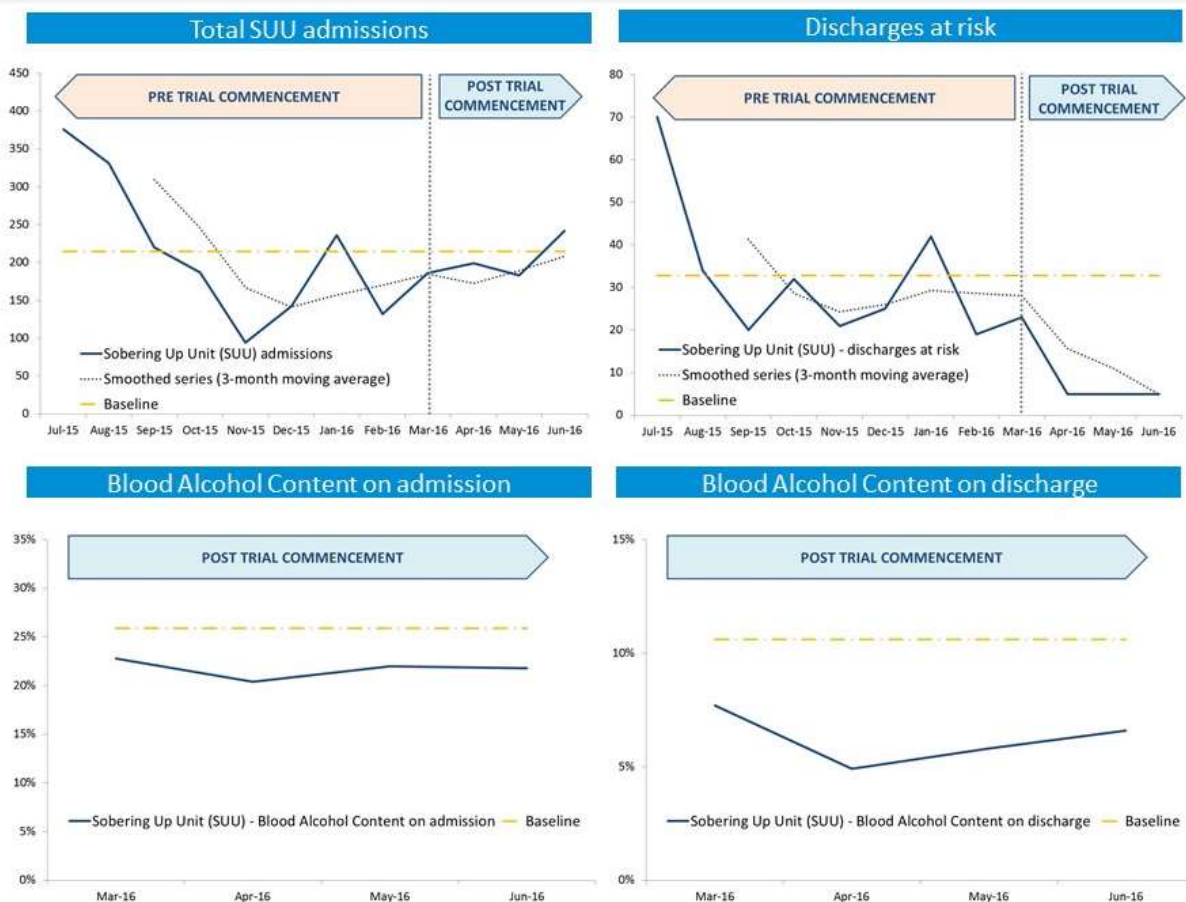 Total SUU admissions
450
400
350
300
250
200
150
100
50
0
PRE TRIAL COMMENCEMENT
POST TRIAL
COMMENCEMENT
Sobering Up Unit (SUU) admissions
Smoothed series (3-month moving average)
Baseline
Jul-15 Aug-15 Sep-15 Oct-15 Nov-15 Dec-15 Jan-16 Feb-16 Mar-16 Apr-16 May-16 Jun-16
Discharges at risk
80
70
60
50
40
30
20
10
0
PRE TRIAL COMMENCEMENT
POST TRIAL
COMMENCEMENT
Sobering Up Unit (SUU) - discharges at risk
Smoothed series (3-month moving average)
Baseline
Jul-15 Aug-15 Sep-15 Oct-15 Nov-15 Dec-15 Jan-16 Feb-16 Mar-16 Apr-16 May-16 Jun-16
Blood Alcohol Content on admission
35%
30%
25%
20%
15%
10%
5%
0%
POST TRIAL COMMENCEMENT
Sobering Up Unit (SUU) - Blood Alcohol Content on admission Baseline
Mar-16 Apr-16 May-16 Jun-16
Blood Alcohol Content on discharge
15%
10%
5%
0%
POST TRIAL COMMENCEMENT
Sobering Up Unit (SUU) - Blood Alcohol Content on discharge Baseline
Mar-16 Apr-16 May-16 Jun-16